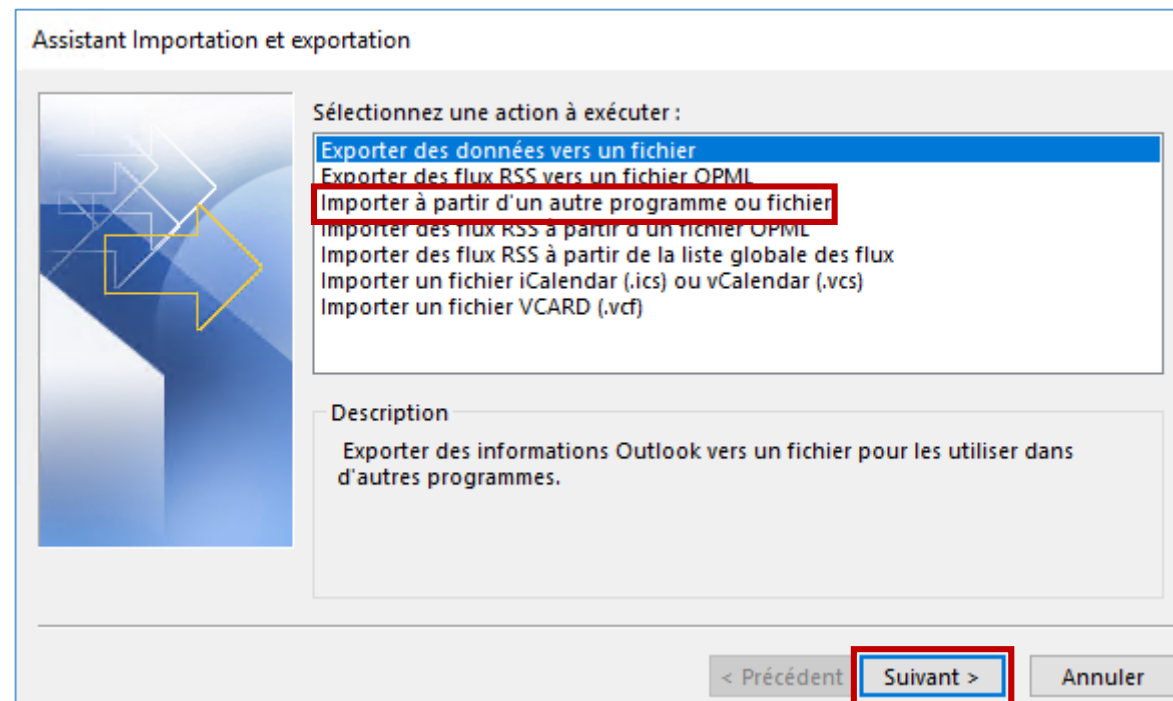 Assistant Importation et exportation
Sélectionnez une action à exécuter :
Exporter des données vers un fichier
Exporter des flux RSS vers un fichier OPML
Importer à partir d'un autre programme ou fichier
Importer des flux RSS à partir d'un fichier OPML
Importer des flux RSS à partir de la liste globale des flux
Importer un fichier iCalendar (.ics) ou vCalendar (.vcs)
Importer un fichier VCARD (.vcf)
Description
Exporter des informations Outlook vers un fichier pour les utiliser dans
d'autres programmes.
< Précédent Suivant > Annuler